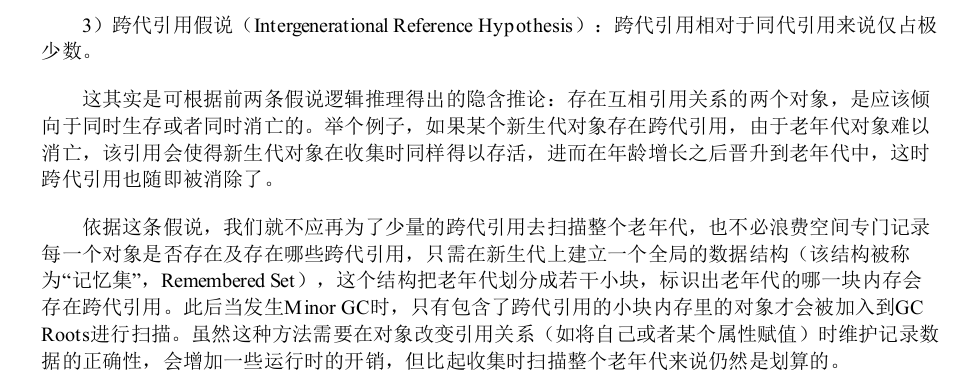 3）跨代引用假说（Intergenerational Reference Hypothesis）：跨代引用相对于同代引用来说仅占极
少数。
这其实是可根据前两条假说逻辑推理得出的隐含推论：存在互相引用关系的两个对象，是应该倾
向于同时生存或者同时消亡的。举个例子，如果某个新生代对象存在跨代引用，由于老年代对象难以
消亡，该引用会使得新生代对象在收集时同样得以存活，进而在年龄增长之后晋升到老年代中，这时
跨代引用也随即被消除了。
依据这条假说，我们就不应再为了少量的跨代引用去扫描整个老年代，也不必浪费空间专门记录
每一个对象是否存在及存在哪些跨代引用，只需在新生代上建立一个全局的数据结构（该结构被称
为“记忆集”，Remembered Set），这个结构把老年代划分成若干小块，标识出老年代的哪一块内存会
存在跨代引用。此后当发生Minor GC时，只有包含了跨代引用的小块内存里的对象才会被加入到GC
Roots进行扫描。虽然这种方法需要在对象改变引用关系（如将自己或者某个属性赋值）时维护记录数
据的正确性，会增加一些运行时的开销，但比起收集时扫描整个老年代来说仍然是划算的。